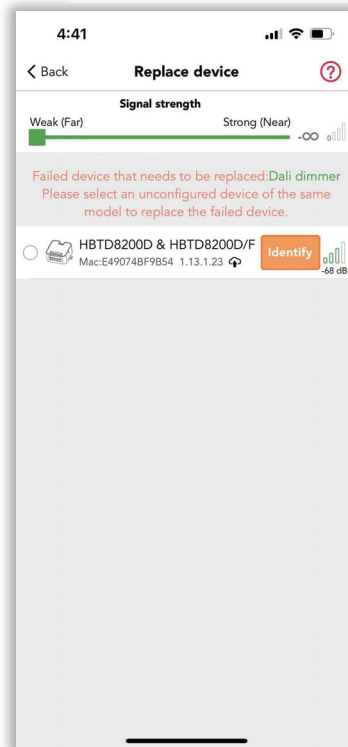 4:41
Back
Replace device
?
Signal strength
Weak (Far)
Strong (Near)
-∞
Failed device that needs to be replaced:Dali dimmer
Please select an unconfigured device of the same
model to replace the failed device.
HBTD8200D & HBTD8200D/F
Mac:E49074BF9B54 1.13.1.23
Identify
-68 dB